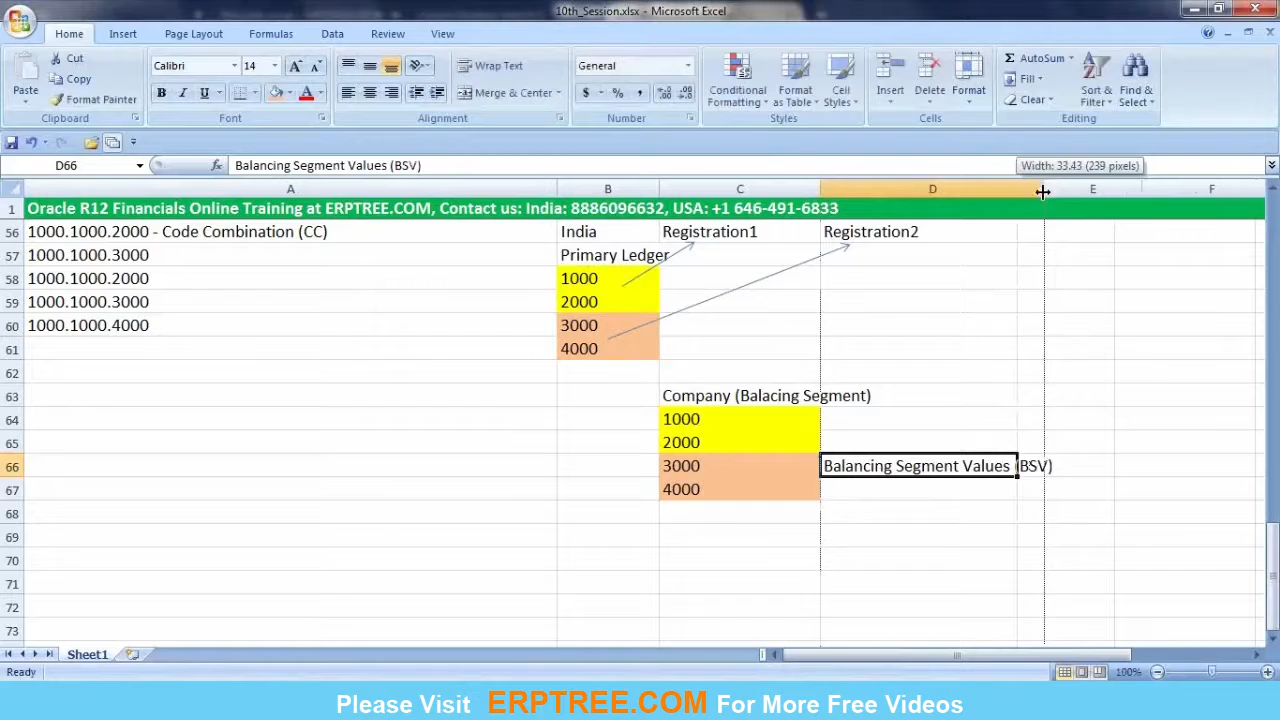 10th_Session.xlsx - Microsoft Excel
Home Insert Page Layout Formulas Data Review View
Paste Cut Copy Format Painter
Calibri 14
B I U A
Wrap Text
Merge & Center
General
$ % ,
Conditional Formatting Format as Table Cell Styles
Insert Delete Format
Σ AutoSum Fill Clear
Sort & Filter Find & Select
Clipboard Font Alignment Number Styles Cells Editing
D66 fx Balancing Segment Values (BSV)
Width: 33.43 (239 pixels)
A B C D E F
1 Oracle R12 Financials Online Training at ERPTREE.COM, Contact us: India: 8886096632, USA: +1 646-491-6833
56 1000.1000.2000 - Code Combination (CC) India Registration1 Registration2
57 1000.1000.3000 Primary Ledger
58 1000.1000.2000 1000
59 1000.1000.3000 2000
60 1000.1000.4000 3000
61 4000
62
63 Company (Balacing Segment)
64 1000
65 2000
66 3000 Balancing Segment Values (BSV)
67 4000
68
69
70
71
72
73
Sheet1
Ready 100%
Please Visit ERPTREE.COM For More Free Videos